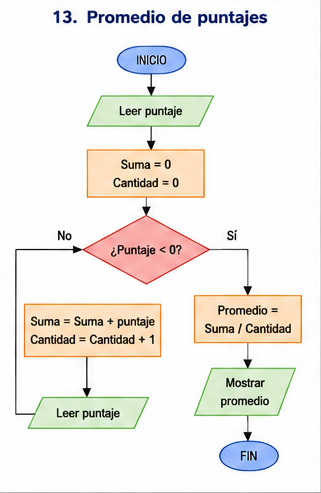 13. Promedio de puntajes
INICIO
Leer puntaje
Suma = 0
Cantidad = 0
¿Puntaje < 0?
No
Sí
Suma = Suma + puntaje
Cantidad = Cantidad + 1
Leer puntaje
Promedio =
Suma / Cantidad
Mostrar
promedio
FIN